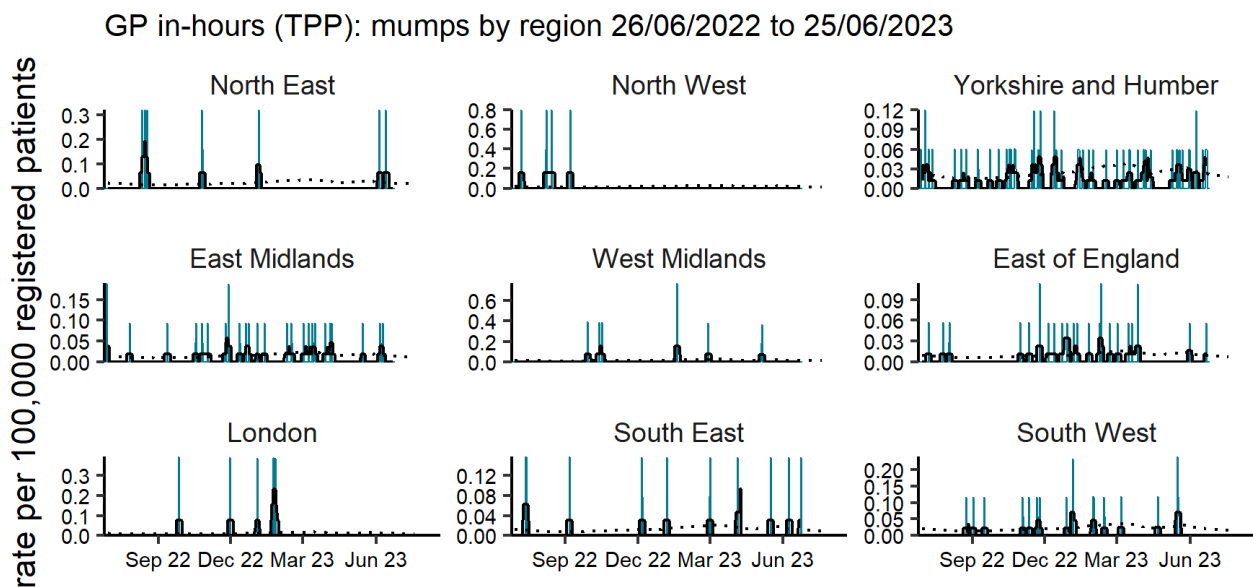 GP in-hours (TPP): mumps by region 26/06/2022 to 25/06/2023
rate per 100,000 registered patients
North East
0.3
0.2
0.1
0.0
North West
0.8
0.6
0.4
0.2
0.0
Yorkshire and Humber
0.12
0.09
0.06
0.03
0.00
East Midlands
0.15
0.10
0.05
0.00
West Midlands
0.6
0.4
0.2
0.0
East of England
0.09
0.06
0.03
0.00
London
0.3
0.2
0.1
0.0
Sep 22 Dec 22 Mar 23 Jun 23
South East
0.12
0.08
0.04
0.00
Sep 22 Dec 22 Mar 23 Jun 23
South West
0.20
0.15
0.10
0.05
0.00
Sep 22 Dec 22 Mar 23 Jun 23